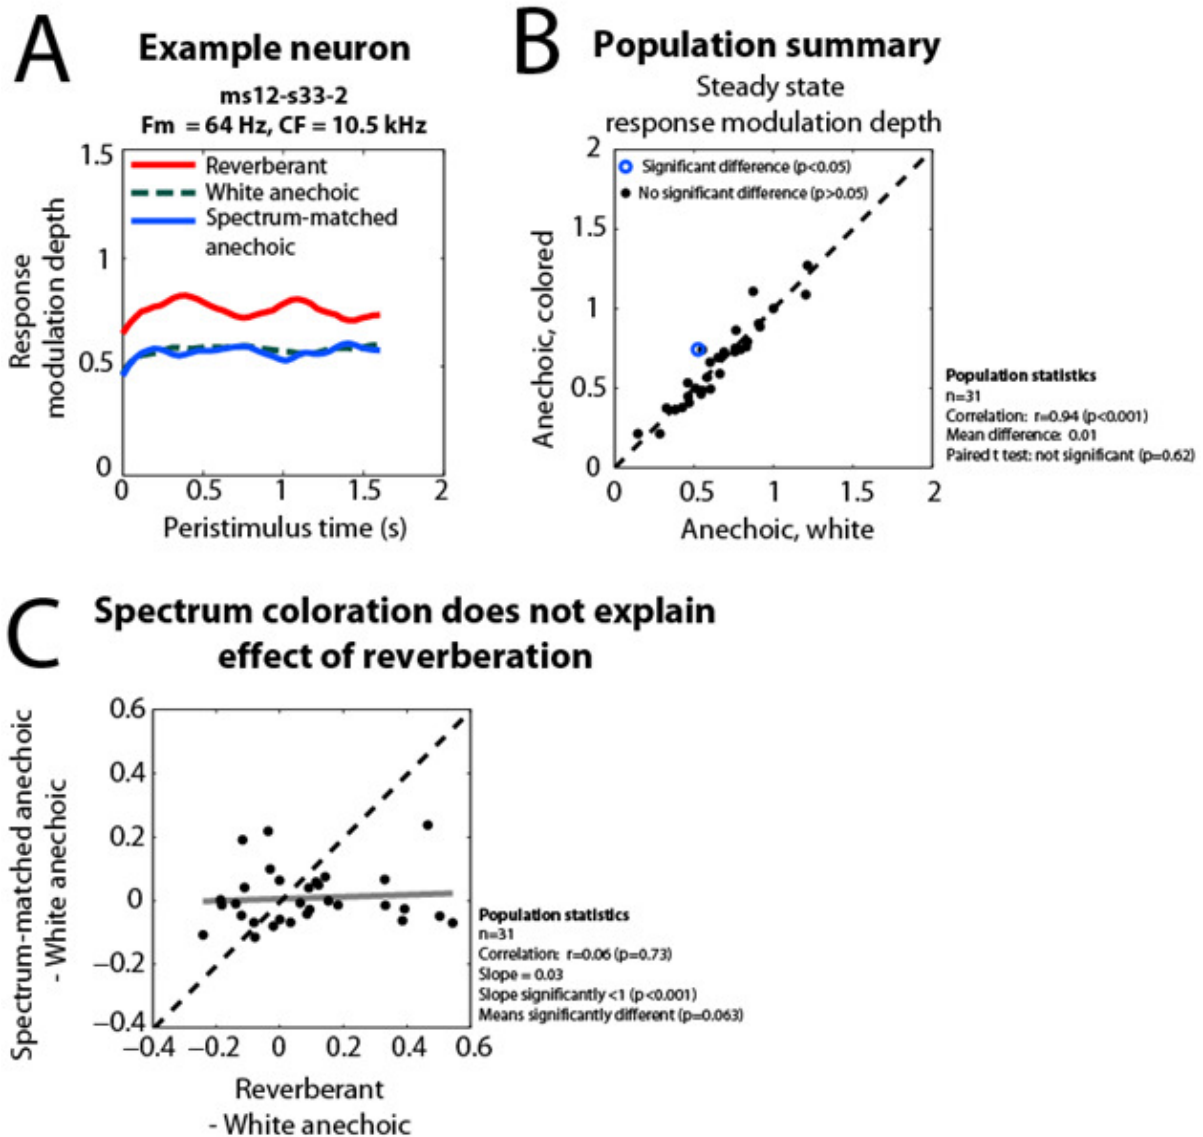 A
Example neuron
ms12-s33-2
Fm = 64 Hz, CF = 10.5 kHz
1.5
1
0.5
0
Response
modulation depth
Reverberant
White anechoic
Spectrum-matched
anechoic
0 0.5 1 1.5 2
Peristimulus time (s)
B
Population summary
Steady state
response modulation depth
2
1.5
1
0.5
0
Anechoic, colored
Significant difference (p<0.05)
No significant difference (p>0.05)
0 0.5 1 1.5 2
Anechoic, white
Population statistics
n=31
Correlation: r=0.94 (p<0.001)
Mean difference: 0.01
Paired t test: not significant (p=0.62)
C
Spectrum coloration does not explain
effect of reverberation
0.6
0.4
0.2
0
−0.2
−0.4
Spectrum-matched anechoic
- White anechoic
−0.4 −0.2 0 0.2 0.4 0.6
Reverberant
- White anechoic
Population statistics
n=31
Correlation: r=0.06 (p=0.73)
Slope = 0.03
Slope significantly <1 (p<0.001)
Means significantly different (p=0.063)